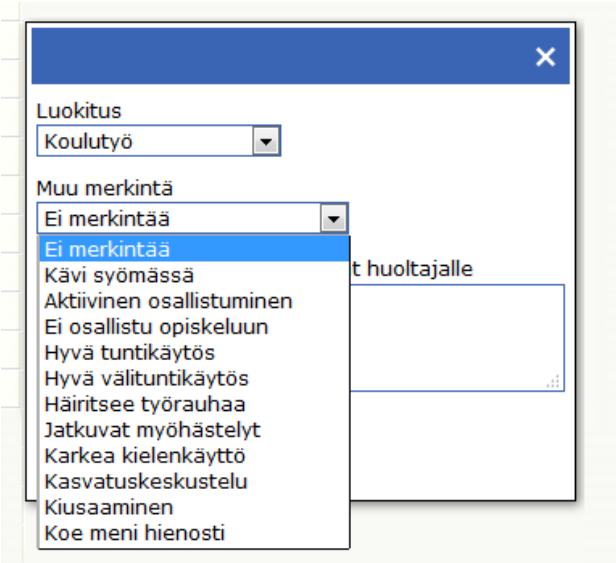 ×
Luokitus
Koulutyö
Muu merkintä
Ei merkintää
Ei merkintää
Kävi syömässä
t huoltajalle
Aktiivinen osallistuminen
Ei osallistu opiskeluun
Hyvä tuntikäytös
Hyvä välituntikäytös
Häiritsee työrauhaa
Jatkuvat myöhästelyt
Karkea kielenkäyttö
Kasvatuskeskustelu
Kiusaaminen
Koe meni hienosti